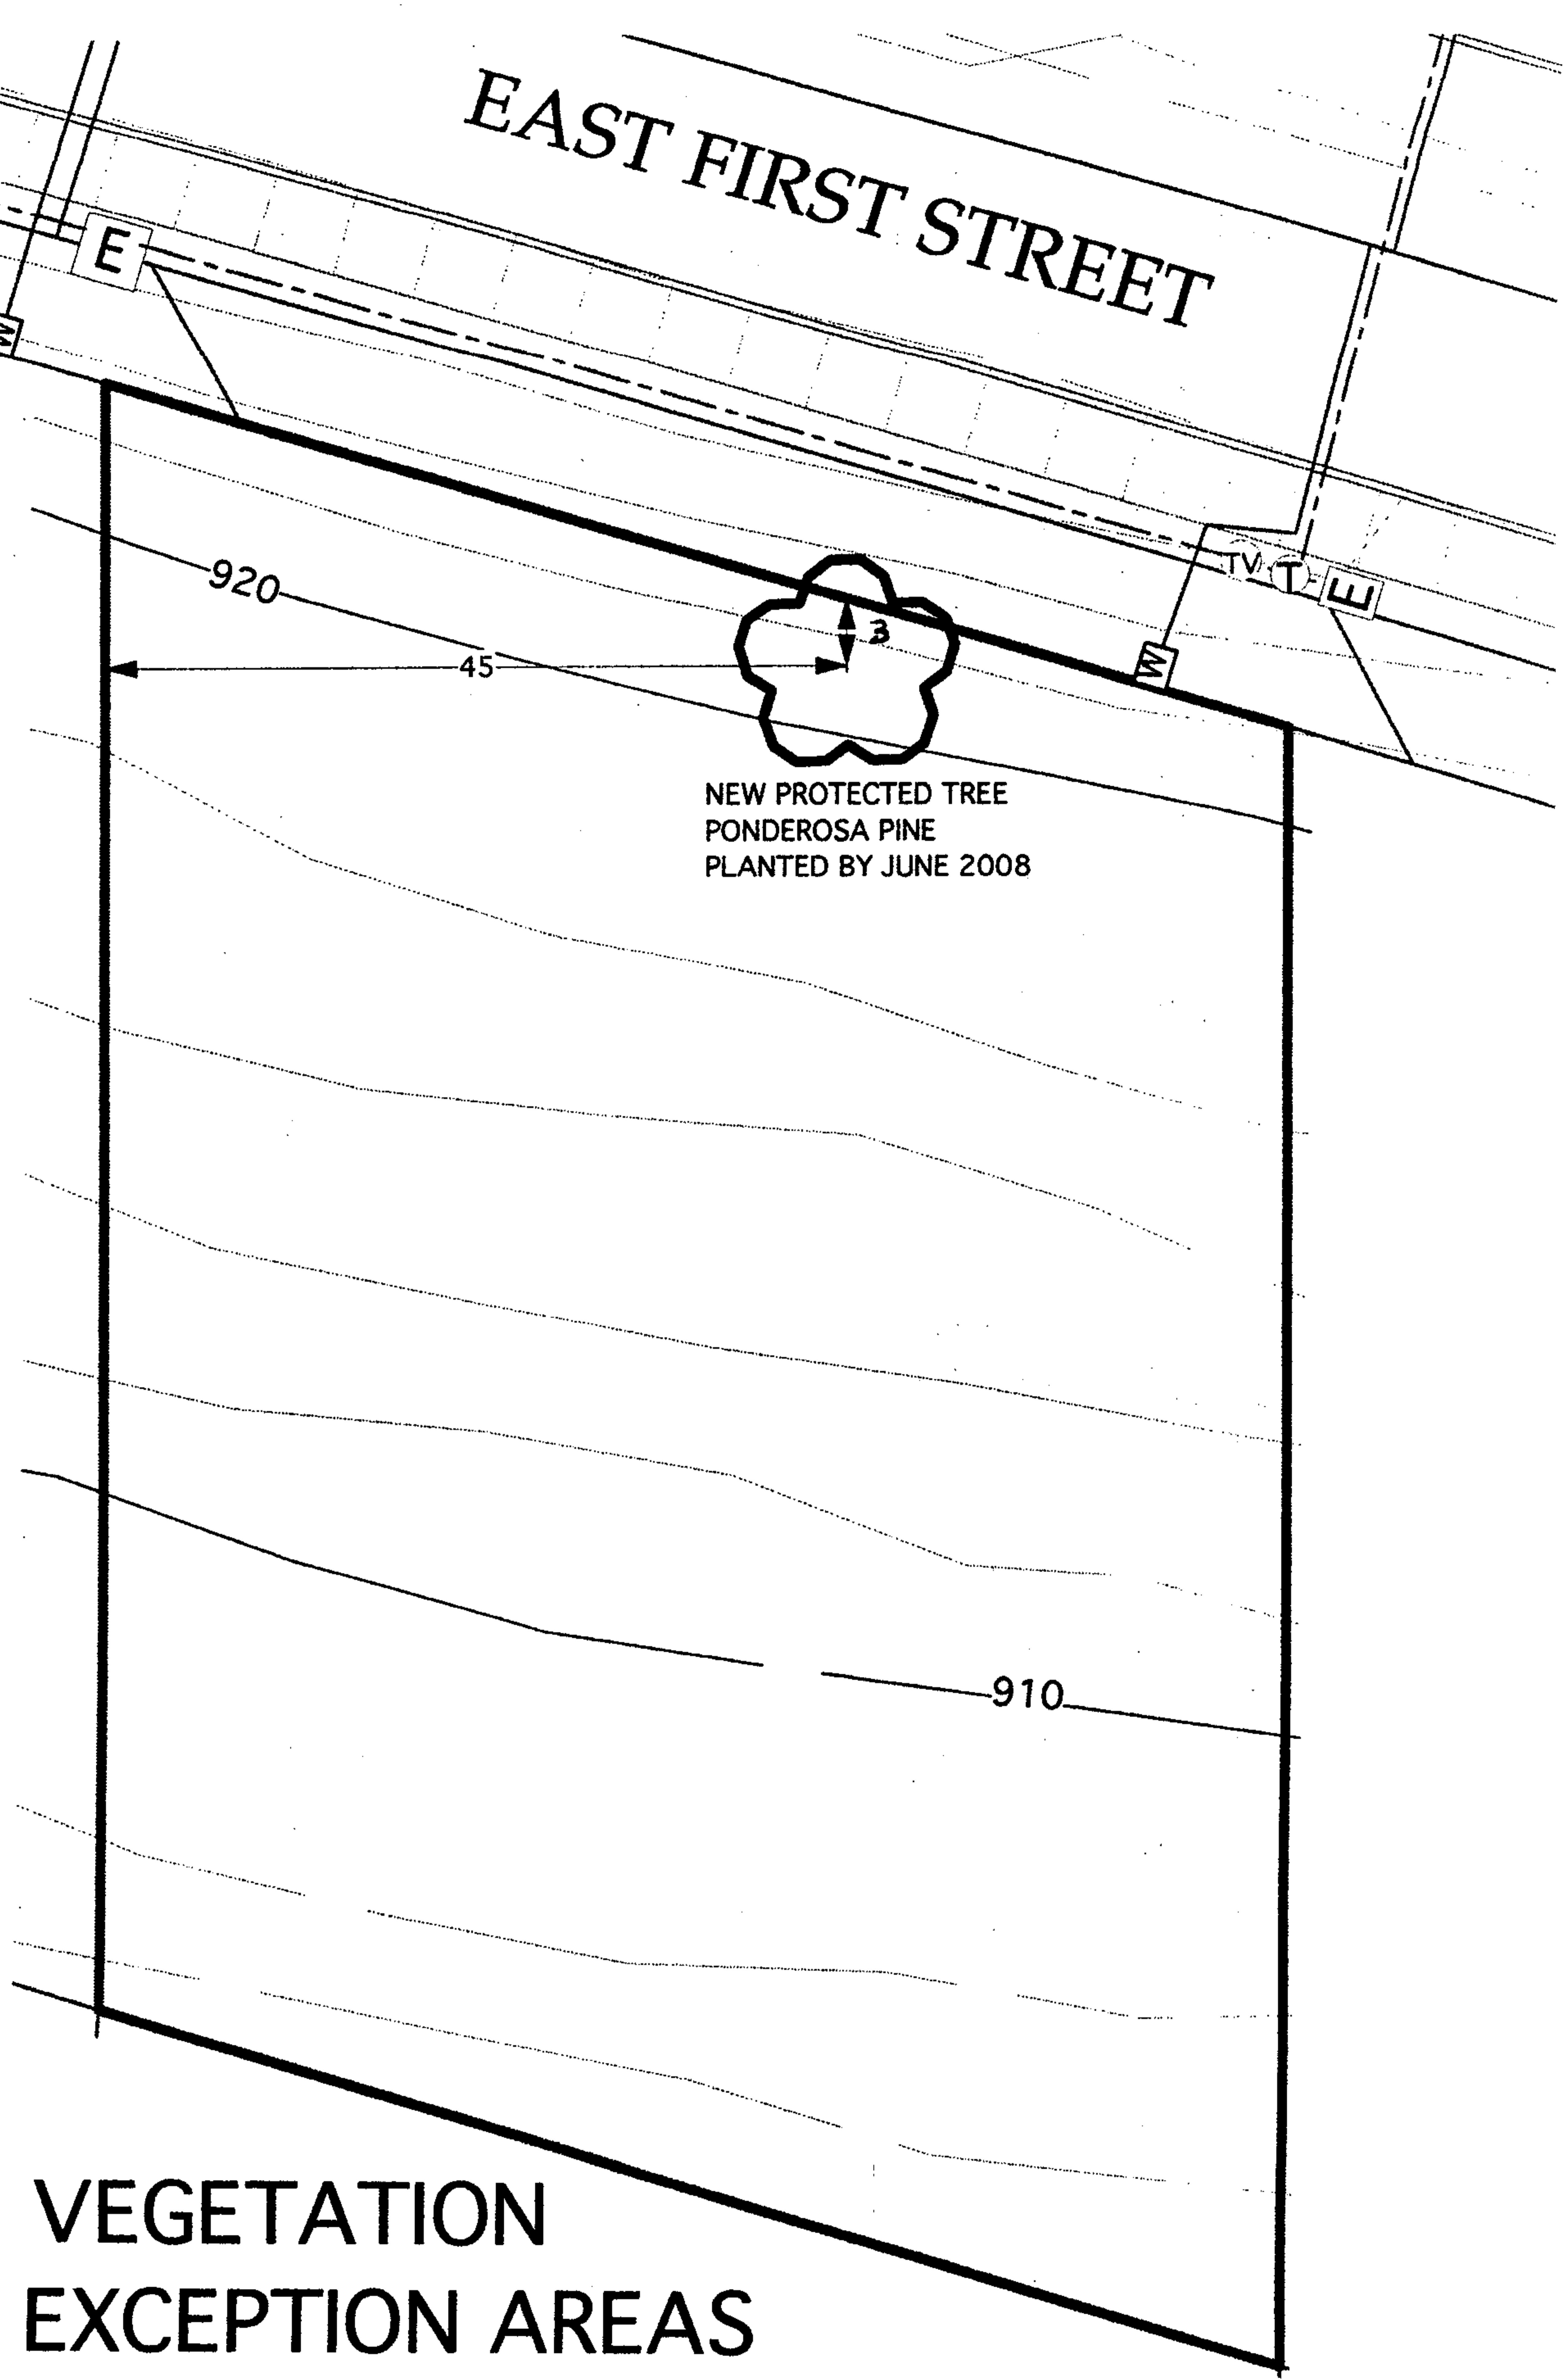 EAST FIRST STREET
E
W
920
45
3
TV
T
E
W
NEW PROTECTED TREE
PONDEROSA PINE
PLANTED BY JUNE 2008
910
VEGETATION
EXCEPTION AREAS